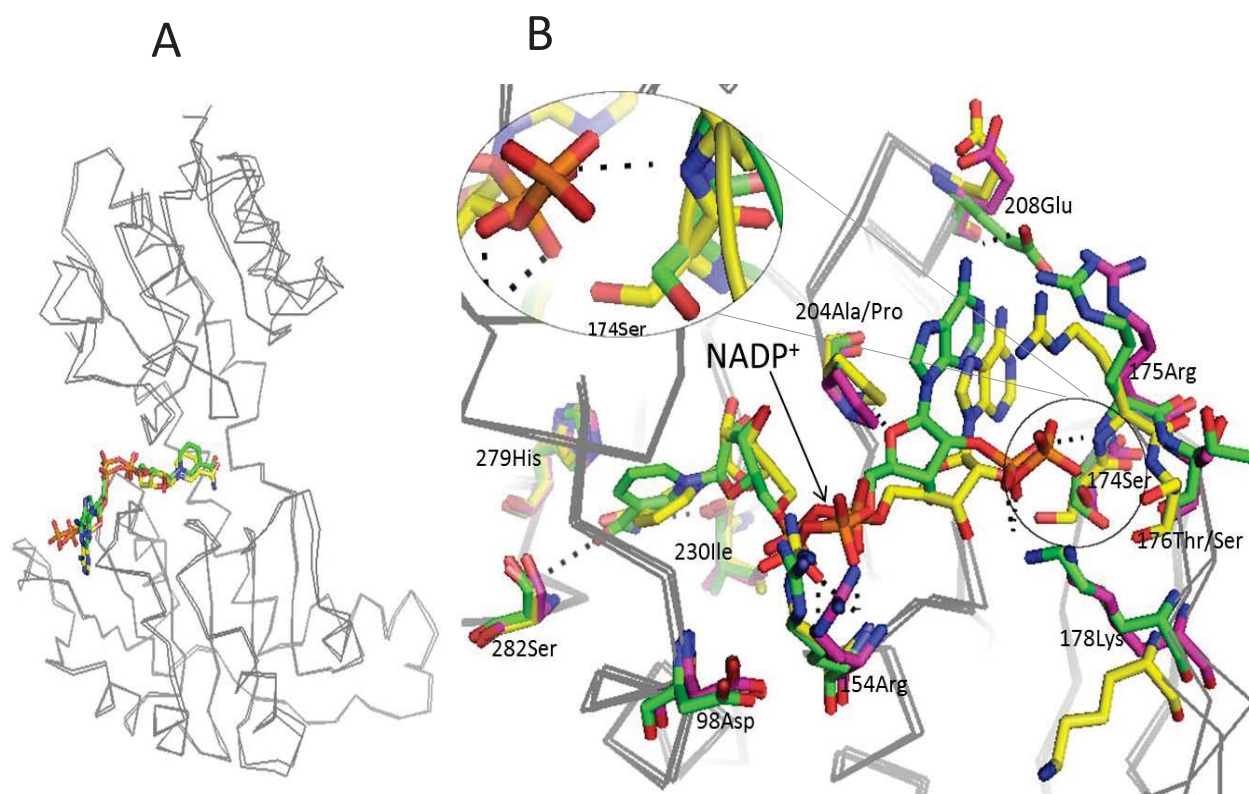 A
B
208Glu
204Ala/Pro
174Ser
NADP+
175Arg
279His
174Ser
230Ile
176Thr/Ser
282Ser
178Lys
154Arg
98Asp